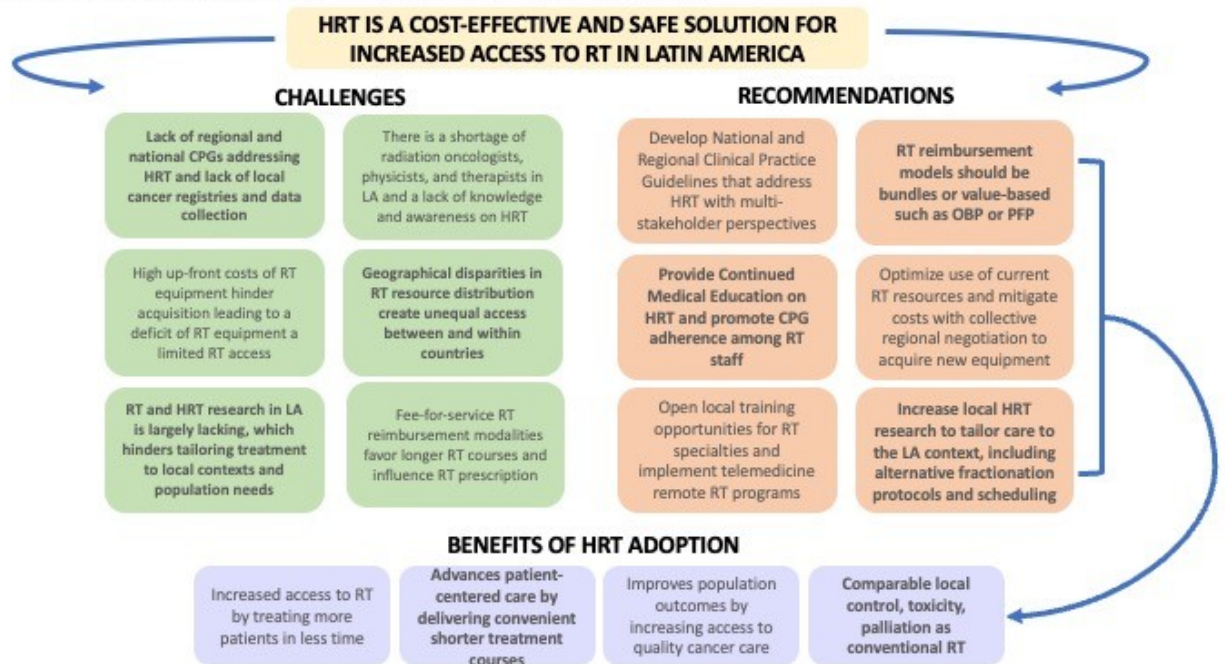 HRT IS A COST-EFFECTIVE AND SAFE SOLUTION FOR
INCREASED ACCESS TO RT IN LATIN AMERICA
CHALLENGES
Lack of regional and
national CPGs addressing
HRT and lack of local
cancer registries and data
collection
There is a shortage of
radiation oncologists,
physicists, and therapists in
LA and a lack of knowledge
and awareness on HRT
High up-front costs of RT
equipment hinder
acquisition leading to a
deficit of RT equipment a
limited RT access
Geographical disparities in
RT resource distribution
create unequal access
between and within
countries
RT and HRT research in LA
is largely lacking, which
hinders tailoring treatment
to local contexts and
population needs
Fee-for-service RT
reimbursement modalities
favor longer RT courses and
influence RT prescription
RECOMMENDATIONS
Develop National and
Regional Clinical Practice
Guidelines that address
HRT with multi-
stakeholder perspectives
RT reimbursement
models should be
bundles or value-based
such as OBP or PFP
Provide Continued
Medical Education on
HRT and promote CPG
adherence among RT
staff
Optimize use of current
RT resources and mitigate
costs with collective
regional negotiation to
acquire new equipment
Open local training
opportunities for RT
specialties and
implement telemedicine
remote RT programs
Increase local HRT
research to tailor care to
the LA context, including
alternative fractionation
protocols and scheduling
BENEFITS OF HRT ADOPTION
Increased access to RT
by treating more
patients in less time
Advances patient-
centered care by
delivering convenient
shorter treatment
courses
Improves population
outcomes by
increasing access to
quality cancer care
Comparable local
control, toxicity,
palliation as
conventional RT